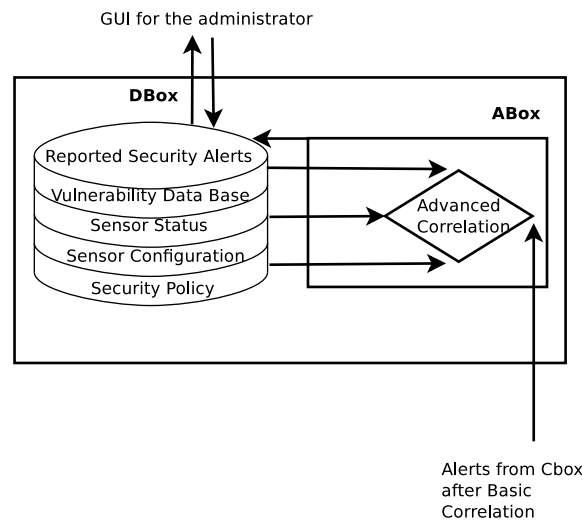 GUI for the administrator
DBox
ABox
Reported Security Alerts
Vulnerability Data Base
Sensor Status
Sensor Configuration
Security Policy
Advanced
Correlation
Alerts from Cbox
after Basic
Correlation